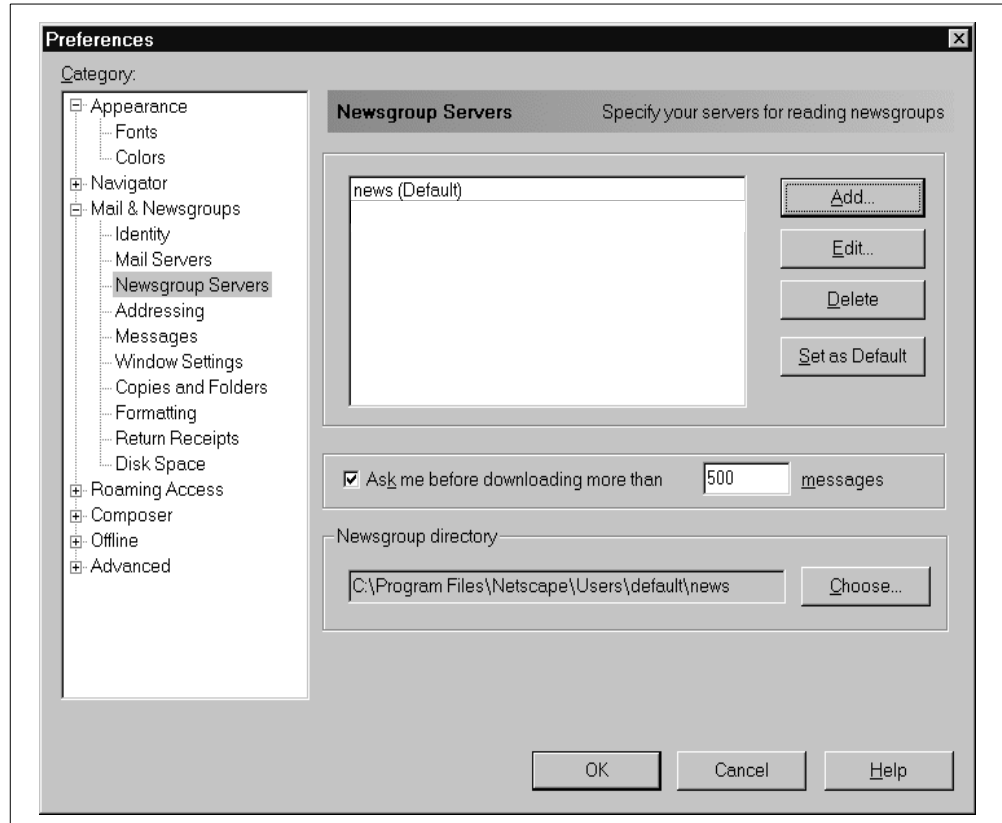 Preferences
Category:
Appearance
Fonts
Colors
Navigator
Mail & Newsgroups
Identity
Mail Servers
Newsgroup Servers
Addressing
Messages
Window Settings
Copies and Folders
Formatting
Return Receipts
Disk Space
Roaming Access
Composer
Offline
Advanced
Newsgroup Servers Specify your servers for reading newsgroups
news (Default)
Add...
Edit...
Delete
Set as Default
Ask me before downloading more than 500 messages
Newsgroup directory
C:\Program Files\Netscape\Users\default\news Choose...
OK Cancel Help